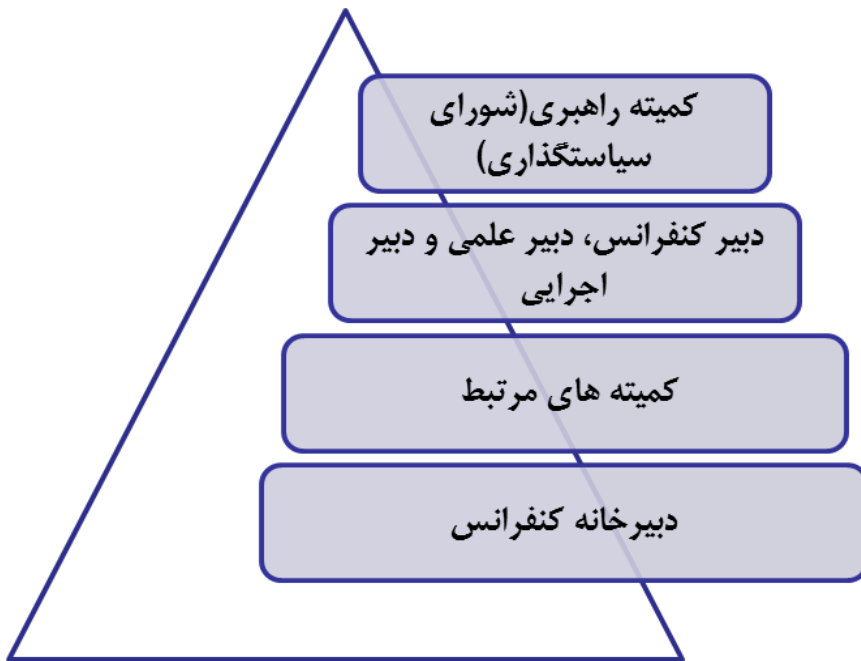 کمیته راهبری(شورای
سیاستگذاری)
دبیر کنفرانس، دبیر علمی و دبیر
اجرایی
کمیته های مرتبط
دبیرخانه کنفرانس